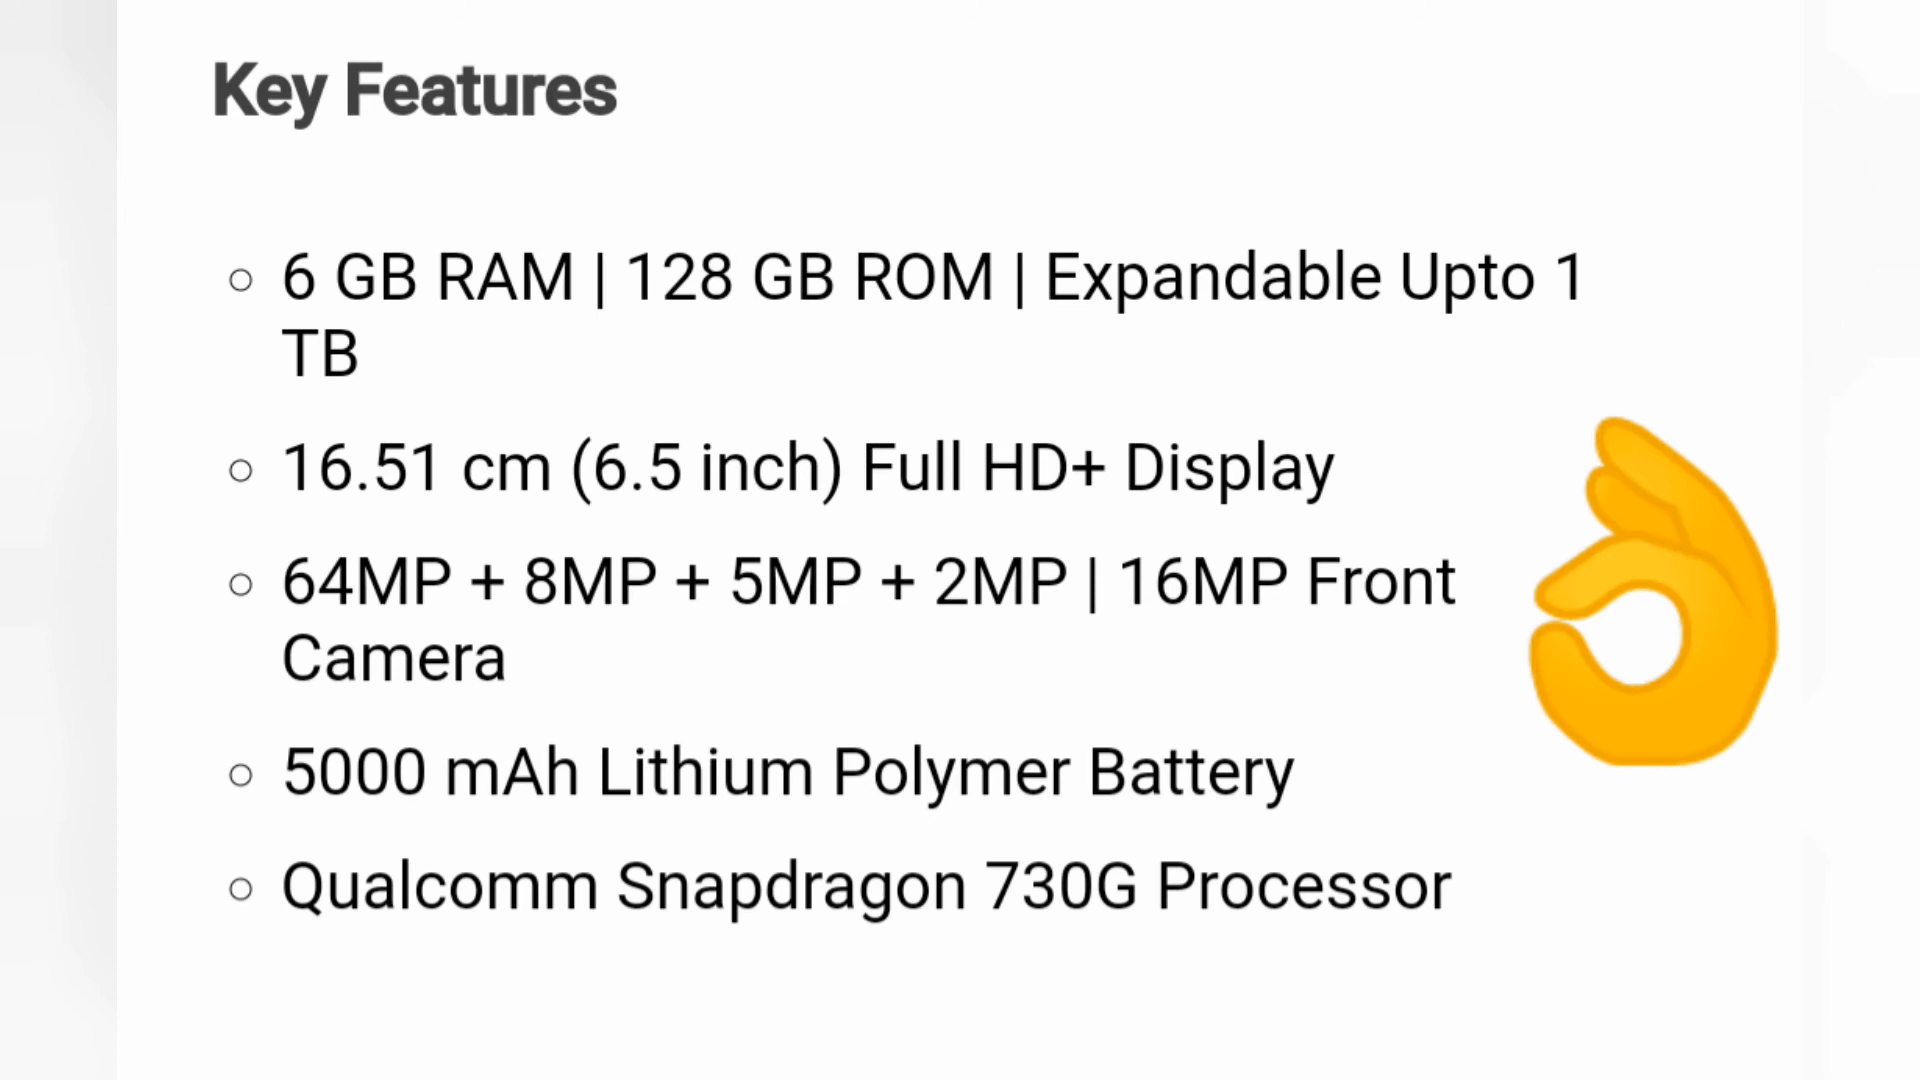 Key Features
6 GB RAM | 128 GB ROM | Expandable Upto 1
TB
16.51 cm (6.5 inch) Full HD+ Display
64MP + 8MP + 5MP + 2MP | 16MP Front
Camera
5000 mAh Lithium Polymer Battery
Qualcomm Snapdragon 730G Processor